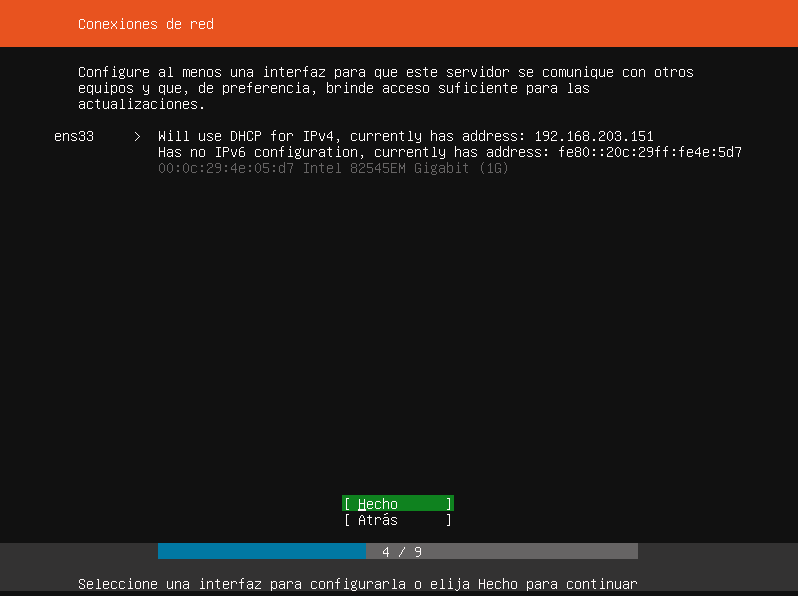 Conexiones de red
Configure al menos una interfaz para que este servidor se comunique con otros
equipos y que, de preferencia, brinde acceso suficiente para las
actualizaciones.
ens33 > Will use DHCP for IPv4, currently has address: 192.168.203.151
Has no IPv6 configuration, currently has address: fe80::20c:29ff:fe4e:5d7
00:0c:29:4e:05:d7 Intel 82545EM Gigabit (1G)
[ Hecho ]
[ Atrás ]
4 / 9
Seleccione una interfaz para configurarla o elija Hecho para continuar